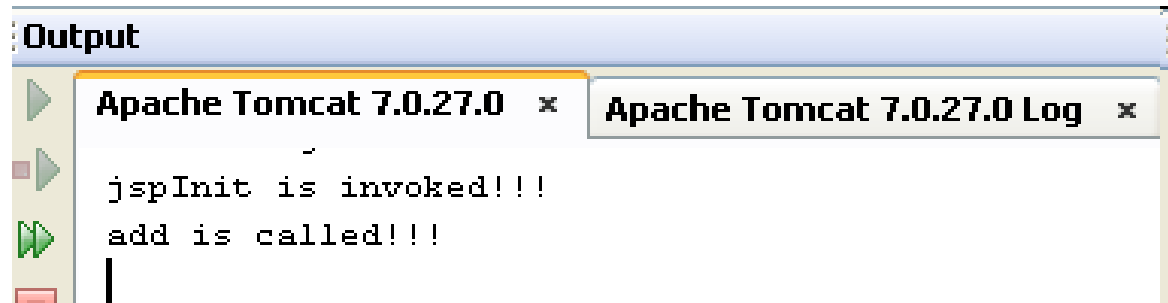 Output
Apache Tomcat 7.0.27.0 x Apache Tomcat 7.0.27.0 Log x
jspInit is invoked!!!
add is called!!!